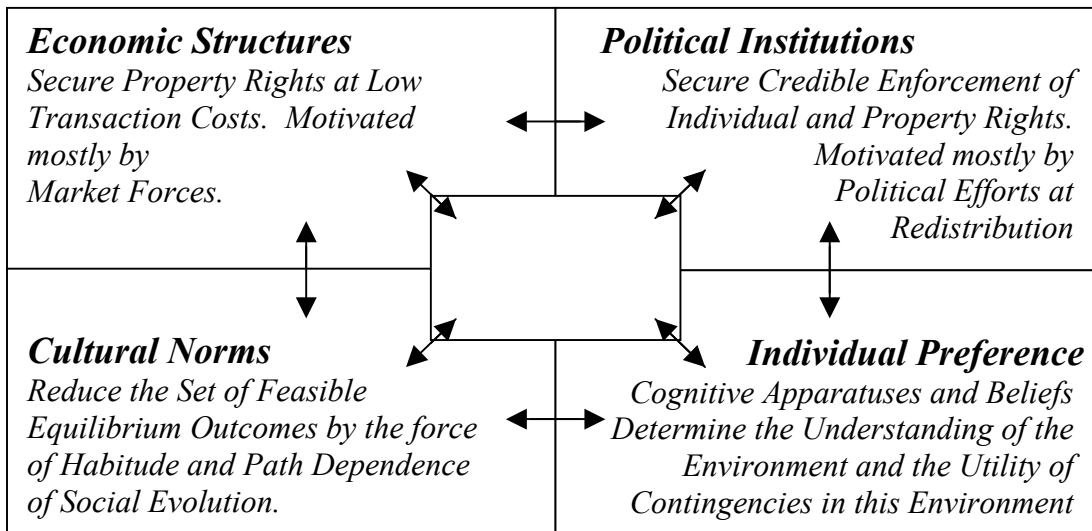 Economic Structures
Secure Property Rights at Low
Transaction Costs. Motivated
mostly by
Market Forces.
Political Institutions
Secure Credible Enforcement of
Individual and Property Rights.
Motivated mostly by
Political Efforts at
Redistribution
Cultural Norms
Reduce the Set of Feasible
Equilibrium Outcomes by the force
of Habitude and Path Dependence
of Social Evolution.
Individual Preference
Cognitive Apparatuses and Beliefs
Determine the Understanding of the
Environment and the Utility of
Contingencies in this Environment